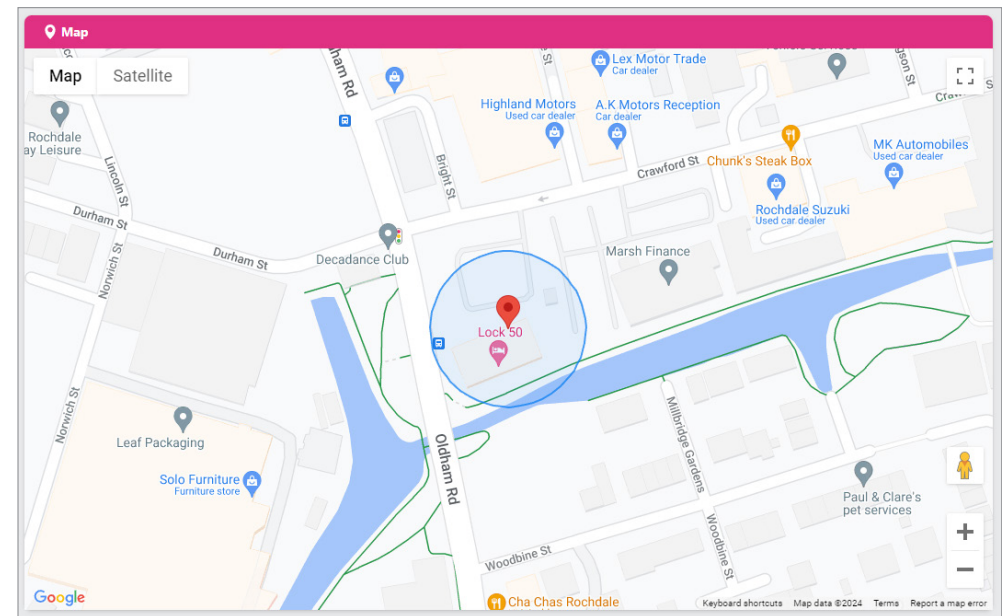 Map
Map
Satellite
Lex Motor Trade
Car dealer
Highland Motors
Used car dealer
A.K Motors Reception
Car dealer
MK Automobiles
Used car dealer
Chunk's Steak Box
Crawford St
Rochdale
ay Leisure
Lincoln St
Bright St
Rochdale Suzuki
Used car dealer
Durham St
Durham St
Decadance Club
Marsh Finance
Norwich St
Lock 50
Norwich St
Leaf Packaging
Oldham Rd
Millbridge Gardens
Solo Furniture
Furniture store
Paul & Clare's
pet services
Woodbine St
Woodbine St
Cha Chas Rochdale
Google
Keyboard shortcuts
Map data ©2024
Terms
Report a map error